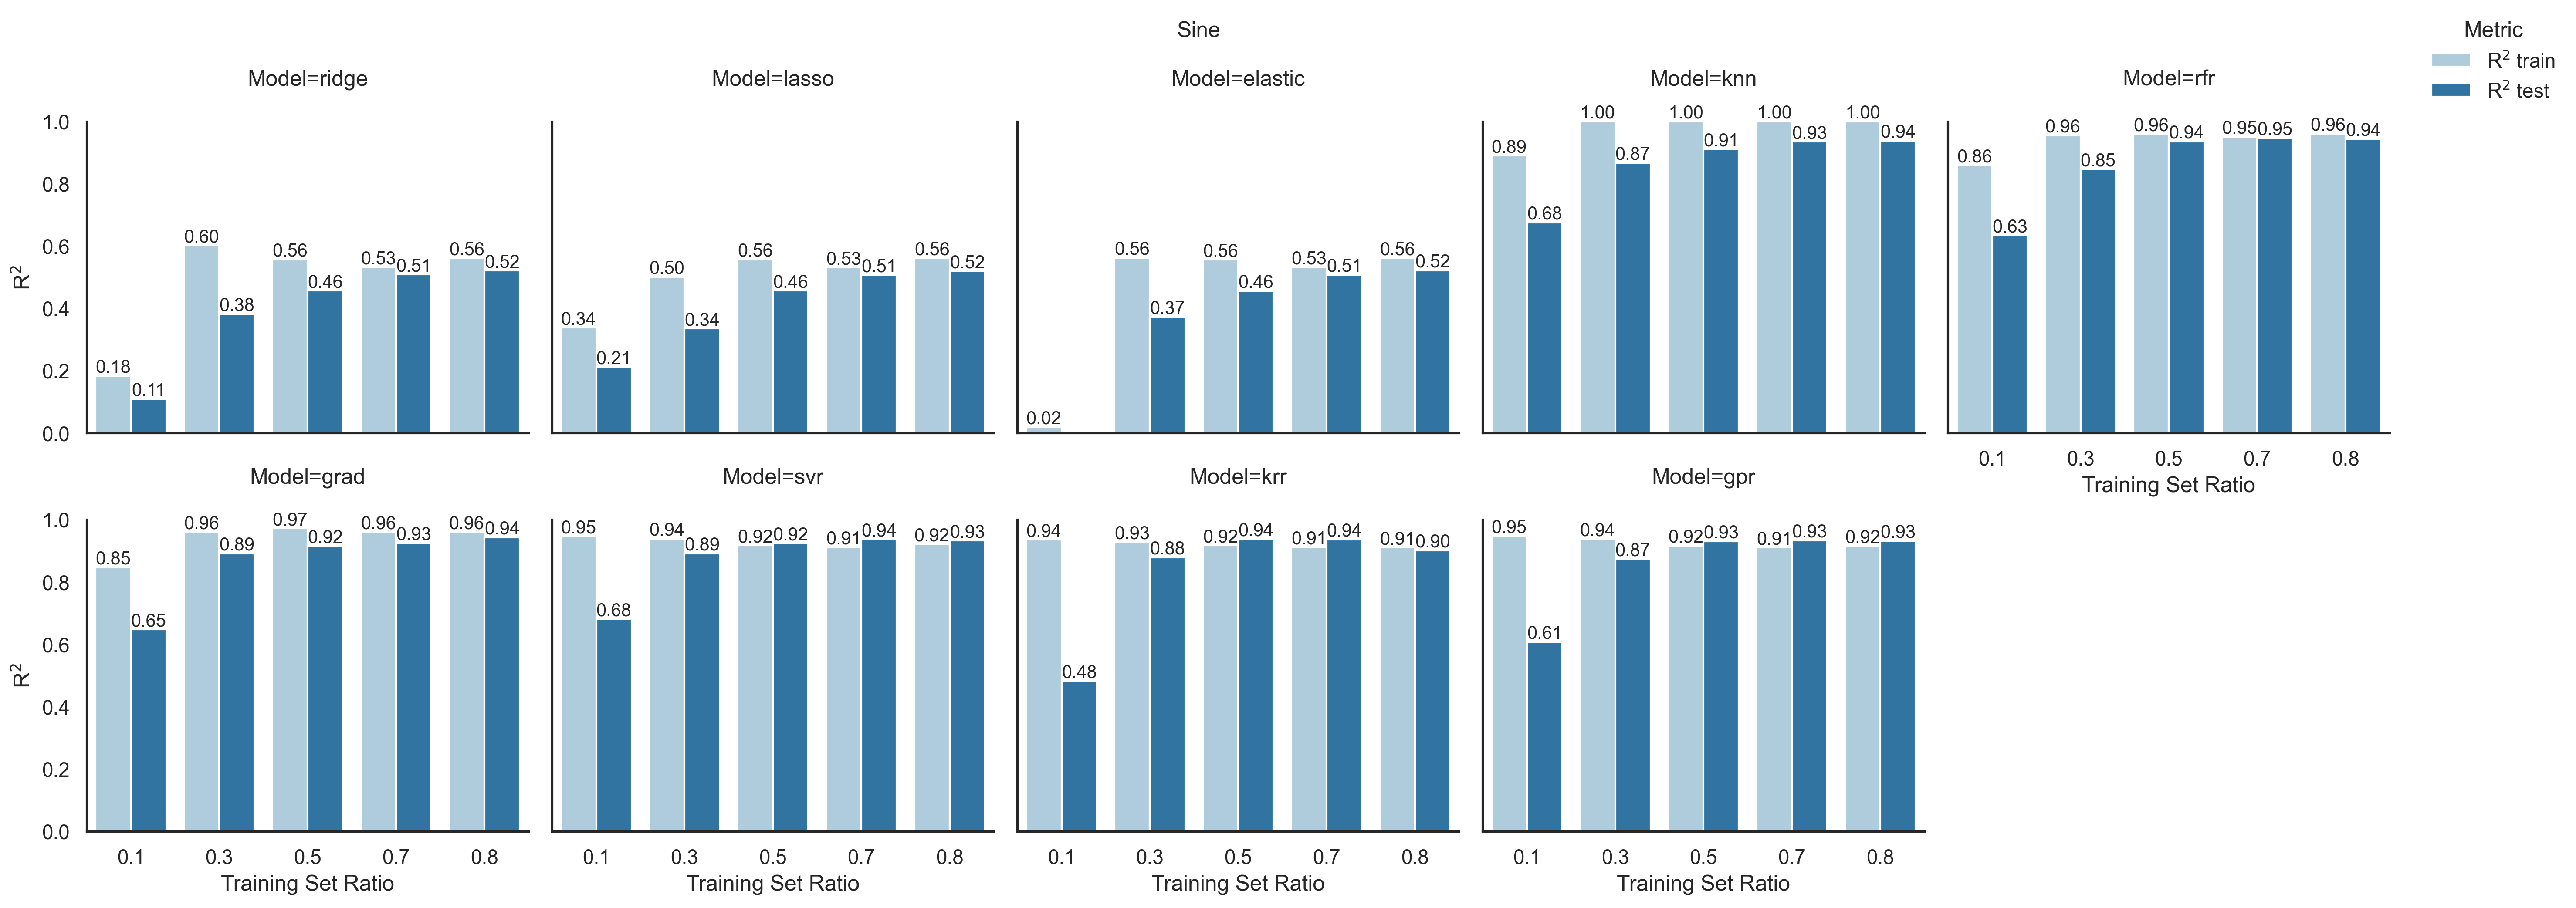 Sine
Metric
R² train
R² test
Model=ridge
1.0
0.8
0.6
0.4
0.2
0.0
R²
0.18 0.11 0.60 0.38 0.56 0.46 0.53 0.51 0.56 0.52
Model=lasso
0.34 0.21 0.50 0.34 0.56 0.46 0.53 0.51 0.56 0.52
Model=elastic
0.02 0.56 0.37 0.56 0.46 0.53 0.51 0.56 0.52
Model=knn
0.89 0.68 1.00 0.87 1.00 0.91 1.00 0.93 1.00 0.94
Model=rfr
0.86 0.63 0.96 0.85 0.96 0.94 0.95 0.95 0.96 0.94
0.1 0.3 0.5 0.7 0.8
Training Set Ratio
Model=grad
1.0
0.8
0.6
0.4
0.2
0.0
R²
0.85 0.65 0.96 0.89 0.97 0.92 0.96 0.93 0.96 0.94
0.1 0.3 0.5 0.7 0.8
Training Set Ratio
Model=svr
0.95 0.68 0.94 0.89 0.92 0.92 0.91 0.94 0.92 0.93
0.1 0.3 0.5 0.7 0.8
Training Set Ratio
Model=krr
0.94 0.48 0.93 0.88 0.92 0.94 0.91 0.94 0.91 0.90
0.1 0.3 0.5 0.7 0.8
Training Set Ratio
Model=gpr
0.95 0.61 0.94 0.87 0.92 0.93 0.91 0.93 0.92 0.93
0.1 0.3 0.5 0.7 0.8
Training Set Ratio